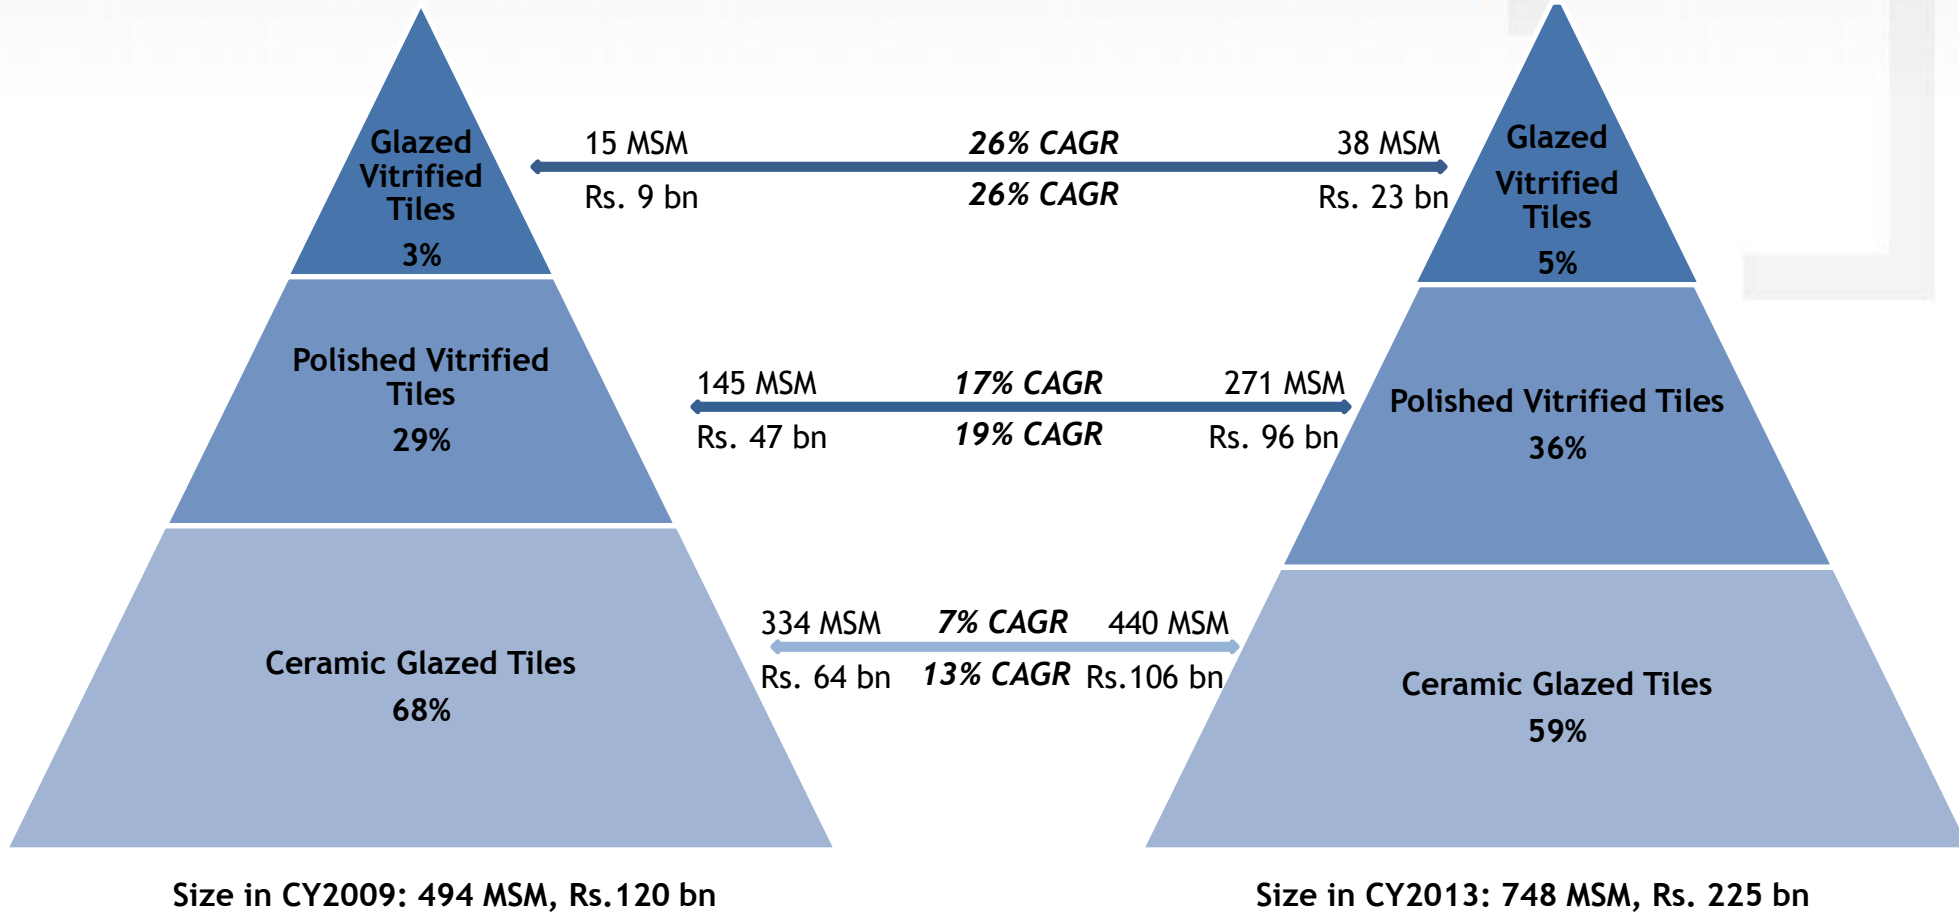 Glazed
Vitrified
Tiles
3%
15 MSM
26% CAGR
38 MSM
Rs. 9 bn
26% CAGR
Rs. 23 bn
Glazed
Vitrified
Tiles
5%
Polished Vitrified
Tiles
29%
145 MSM
17% CAGR
271 MSM
Rs. 47 bn
19% CAGR
Rs. 96 bn
Polished Vitrified Tiles
36%
Ceramic Glazed Tiles
68%
334 MSM
7% CAGR
440 MSM
Rs. 64 bn
13% CAGR
Rs.106 bn
Ceramic Glazed Tiles
59%
Size in CY2009: 494 MSM, Rs.120 bn
Size in CY2013: 748 MSM, Rs. 225 bn